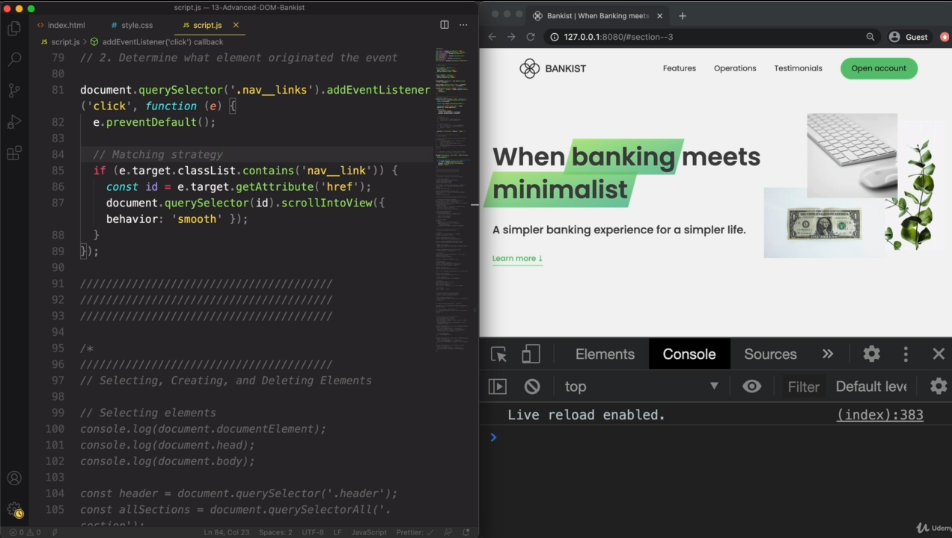 script.js — 13-Advanced-DOM-Bankist
index.html
style.css
script.js
script.js > addEventListener("click") callback
79 // 2. Determine what element originated the event
80
81 document.querySelector('.nav__links').addEventListener
('click', function (e) {
82 e.preventDefault();
83
84 // Matching strategy
85 if (e.target.classList.contains('nav__link')) {
86 const id = e.target.getAttribute('href');
87 document.querySelector(id).scrollIntoView({
behavior: 'smooth' });
88 }
89 });
90
91 ///////////////////////////////////////
92 ///////////////////////////////////////
93 ///////////////////////////////////////
94
95 /*
96 ///////////////////////////////////////
97 // Selecting, Creating, and Deleting Elements
98
99 // Selecting elements
100 console.log(document.documentElement);
101 console.log(document.head);
102 console.log(document.body);
103
104 const header = document.querySelector('.header');
105 const allSections = document.querySelectorAll('.
section');
0 0
Ln 84, Col 23 Spaces: 2 UTF-8 LF JavaScript Prettier: ✓
Bankist | When Banking meets
127.0.0.1:8080/#section--3
Guest
BANKIST
Features
Operations
Testimonials
Open account
When banking meets
minimalist
A simpler banking experience for a simpler life.
Learn more ↓
Elements
Console
Sources
top
Filter
Default leve
Live reload enabled.
(index):383
Udemy